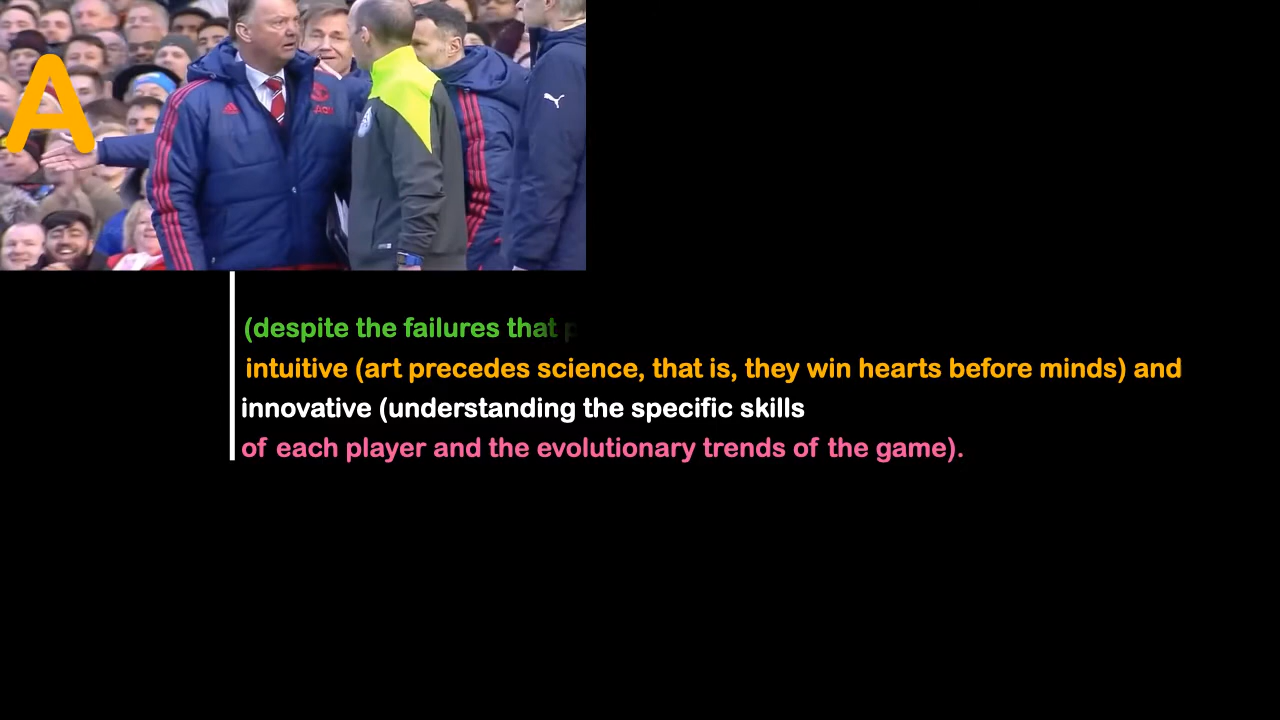 A
(despite the failures that
intuitive (art precedes science, that is, they win hearts before minds) and
innovative (understanding the specific skills
of each player and the evolutionary trends of the game).